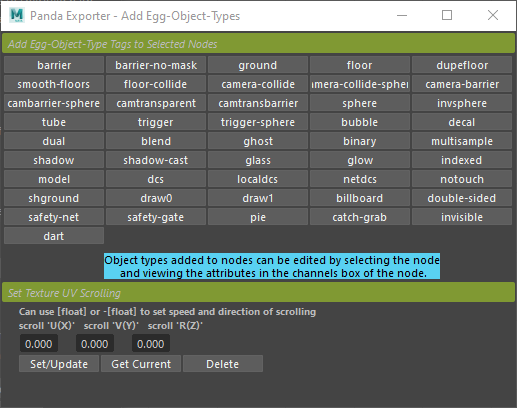 Panda Exporter - Add Egg-Object-Types
Add Egg-Object-Type Tags to Selected Nodes
barrier barrier-no-mask ground floor dupefloor
smooth-floors floor-collide camera-collide mera-collide-spher camera-barrier
cambarrier-sphere camtransparent camtransbarrier sphere invsphere
tube trigger trigger-sphere bubble decal
dual blend ghost binary multisample
shadow shadow-cast glass glow indexed
model dcs localdcs netdcs notouch
shground draw0 draw1 billboard double-sided
safety-net safety-gate pie catch-grab invisible
dart
Object types added to nodes can be edited by selecting the node
and viewing the attributes in the channels box of the node.
Set Texture UV Scrolling
Can use [float] or -[float] to set speed and direction of scrolling
scroll 'U(X)' scroll 'V(Y)' scroll 'R(Z)'
0.000 0.000 0.000
Set/Update Get Current Delete